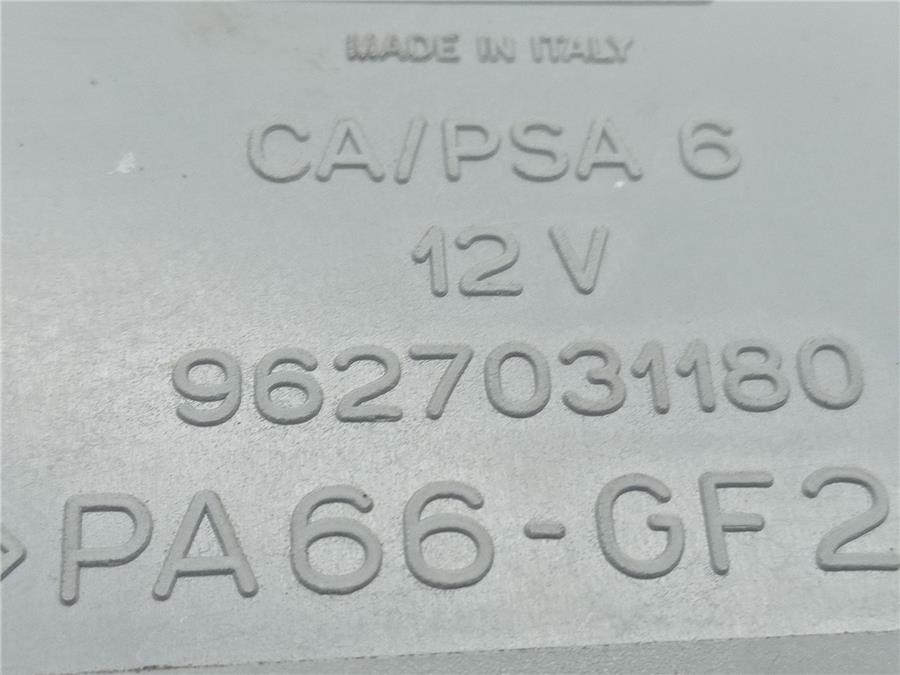 MADE IN ITALY
CA/PSA 6
12 V
9627031180
>PA66-GF2